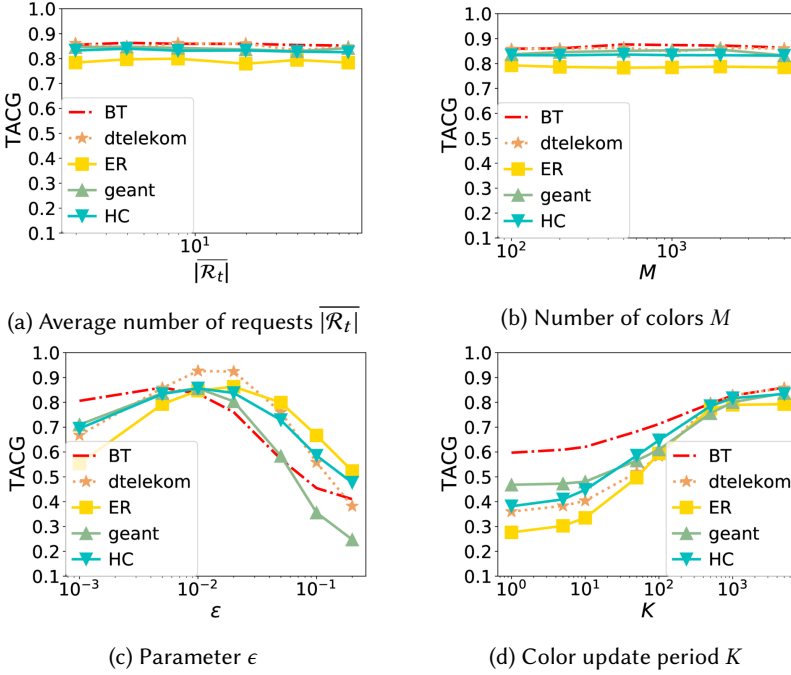 1.0
0.9
0.8
0.7
0.6
0.5
0.4
0.3
0.2
0.1
TACG
BT
dtelekom
ER
geant
HC
10¹
|\overline{\mathcal{R}_t}|
(a) Average number of requests \overline{|\mathcal{R}_t|}
1.0
0.9
0.8
0.7
0.6
0.5
0.4
0.3
0.2
0.1
TACG
BT
dtelekom
ER
geant
HC
10² 10³
M
(b) Number of colors M
1.0
0.9
0.8
0.7
0.6
0.5
0.4
0.3
0.2
0.1
TACG
BT
dtelekom
ER
geant
HC
10⁻³ 10⁻² 10⁻¹
ε
(c) Parameter ϵ
1.0
0.9
0.8
0.7
0.6
0.5
0.4
0.3
0.2
0.1
TACG
BT
dtelekom
ER
geant
HC
10⁰ 10¹ 10² 10³
K
(d) Color update period K